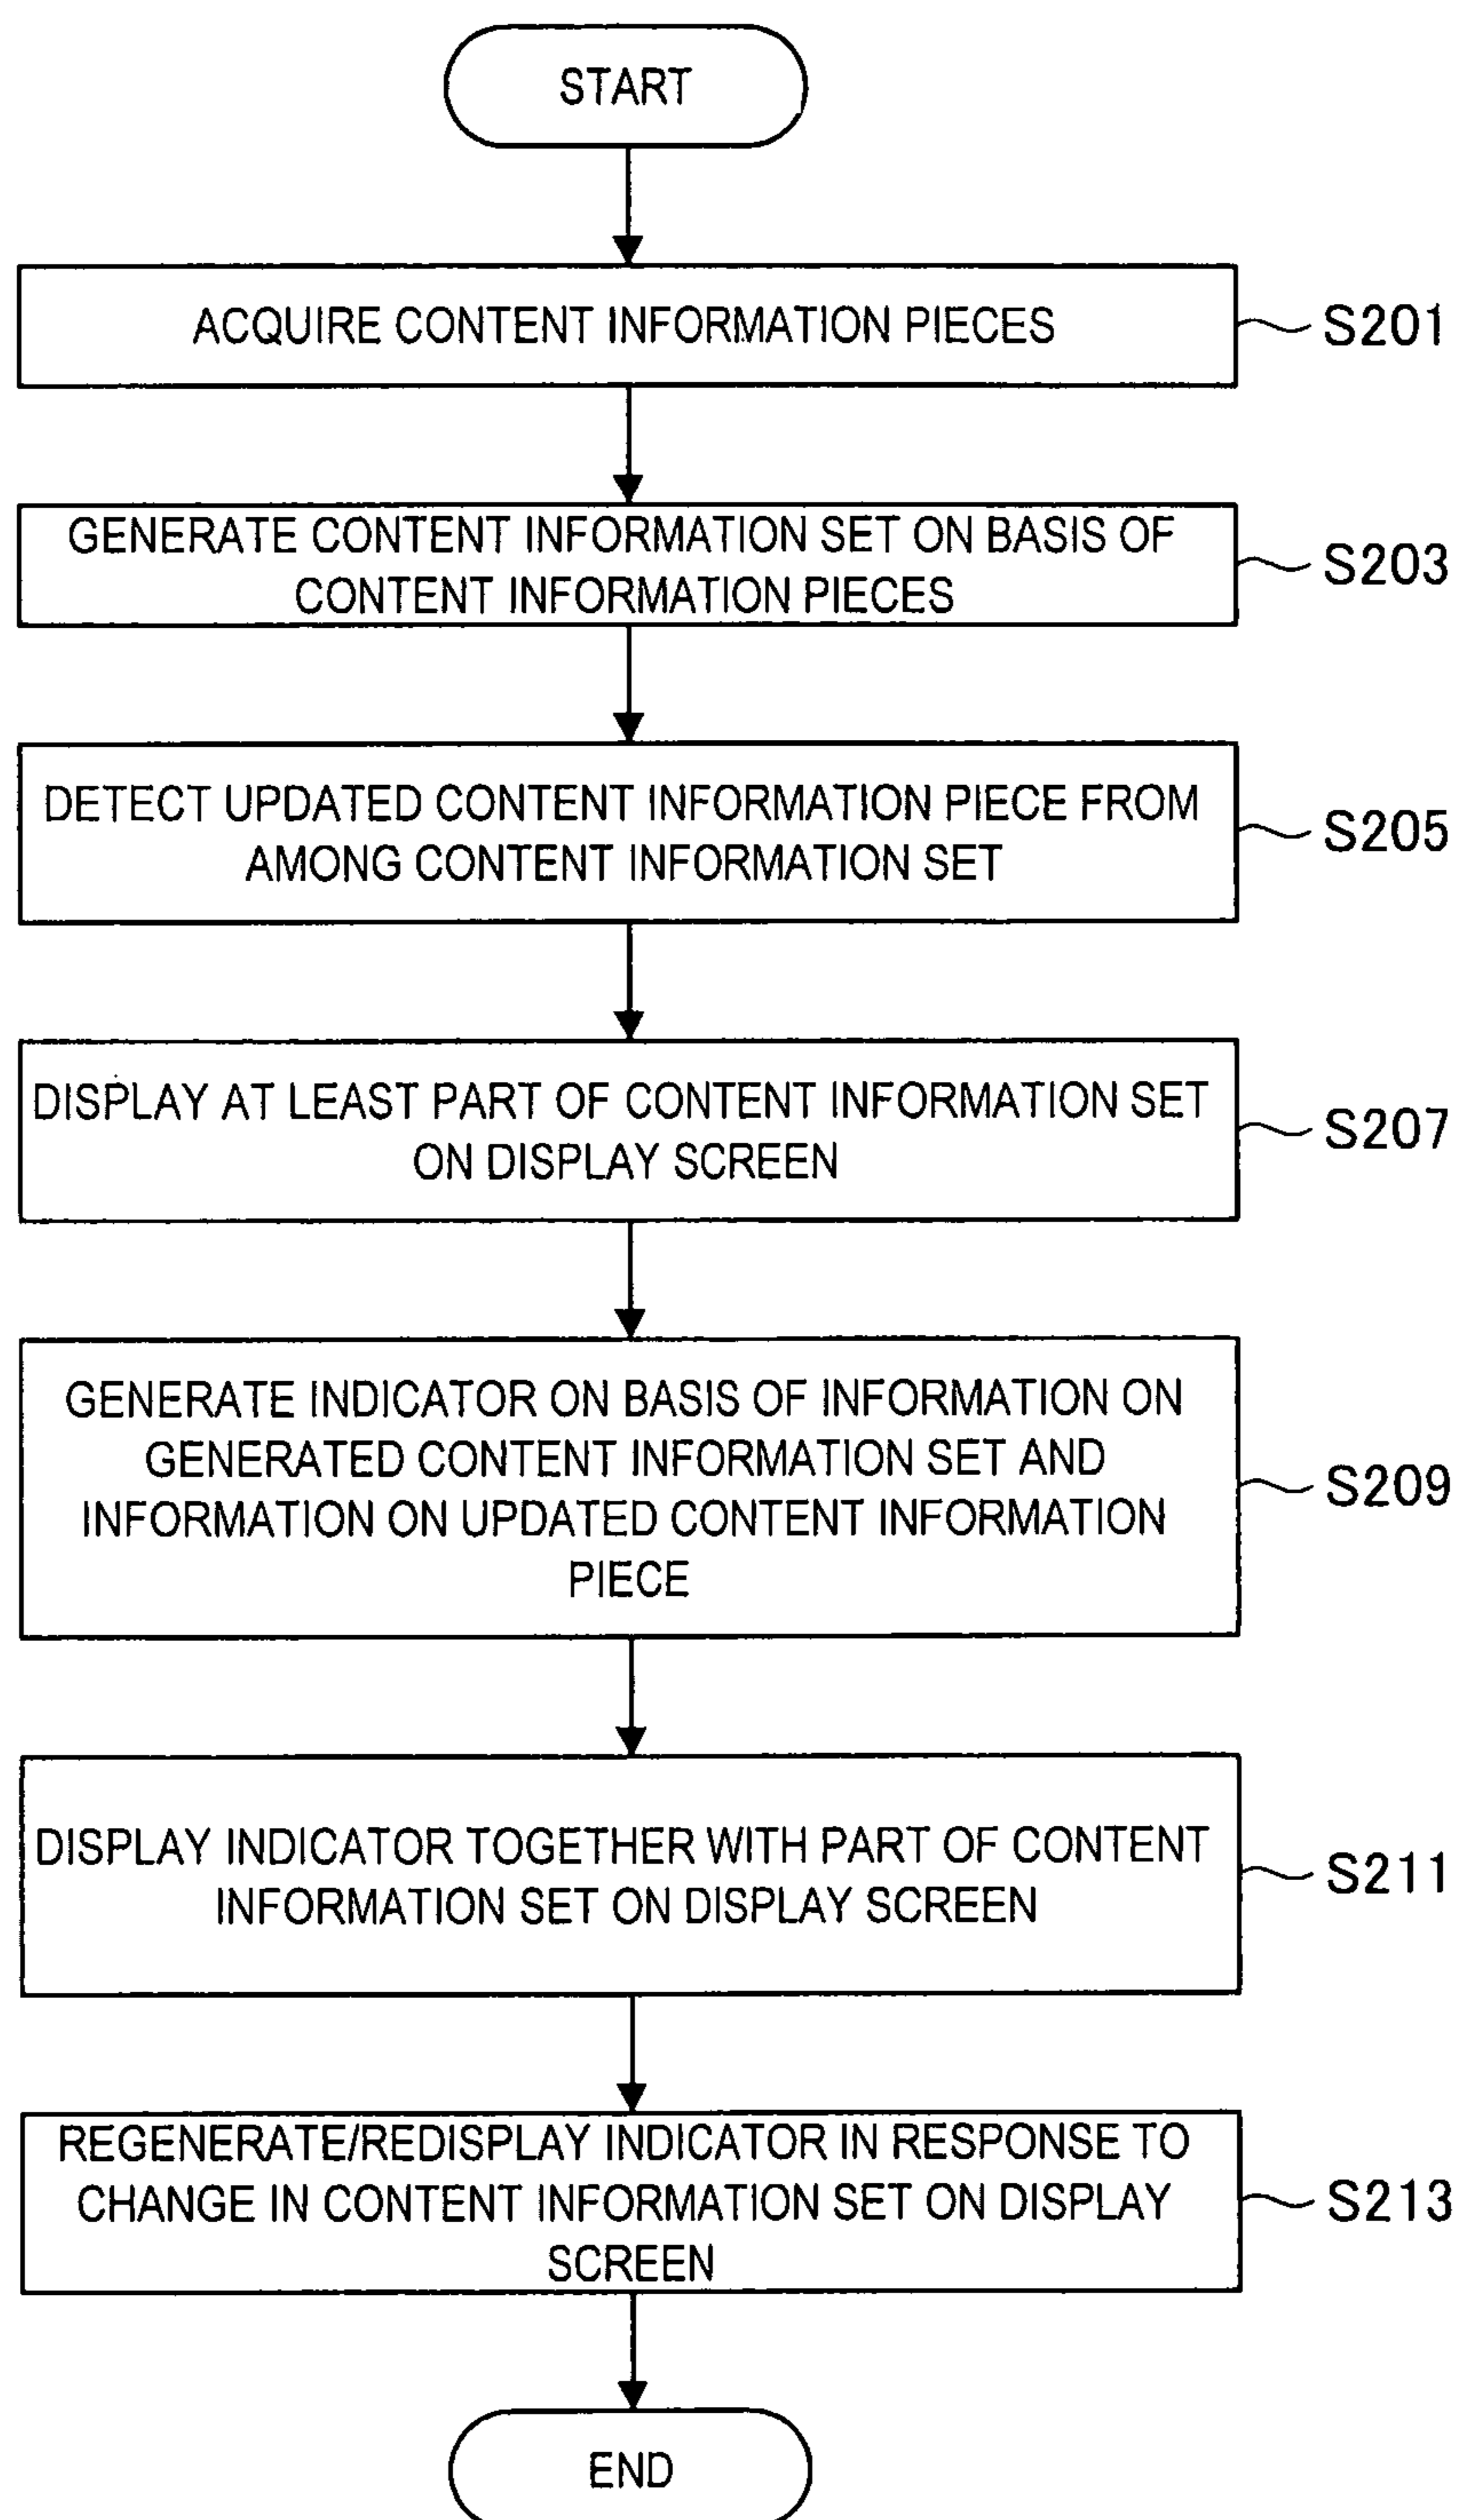 START
ACQUIRE CONTENT INFORMATION PIECES
S201
GENERATE CONTENT INFORMATION SET ON BASIS OF
CONTENT INFORMATION PIECES
S203
DETECT UPDATED CONTENT INFORMATION PIECE FROM
AMONG CONTENT INFORMATION SET
S205
DISPLAY AT LEAST PART OF CONTENT INFORMATION SET
ON DISPLAY SCREEN
S207
GENERATE INDICATOR ON BASIS OF INFORMATION ON
GENERATED CONTENT INFORMATION SET AND
INFORMATION ON UPDATED CONTENT INFORMATION
PIECE
S209
DISPLAY INDICATOR TOGETHER WITH PART OF CONTENT
INFORMATION SET ON DISPLAY SCREEN
S211
REGENERATE/REDISPLAY INDICATOR IN RESPONSE TO
CHANGE IN CONTENT INFORMATION SET ON DISPLAY
SCREEN
S213
END